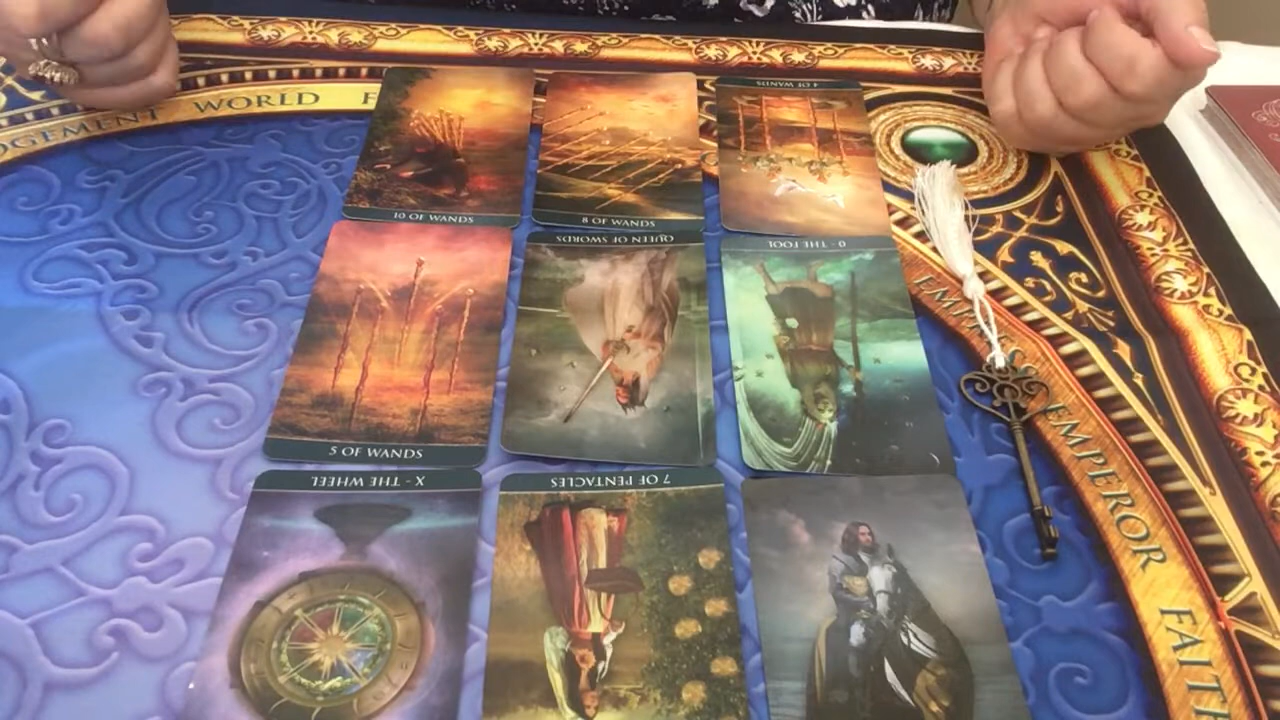 OGEMENT WORLD F
10 OF WANDS
8 OF WANDS
4 OF WANDS
5 OF WANDS
QUEEN OF SWORDS
0 - THE FOOL
X - THE WHEEL
7 OF PENTACLES
EMPRESS EMPEROR FAITH